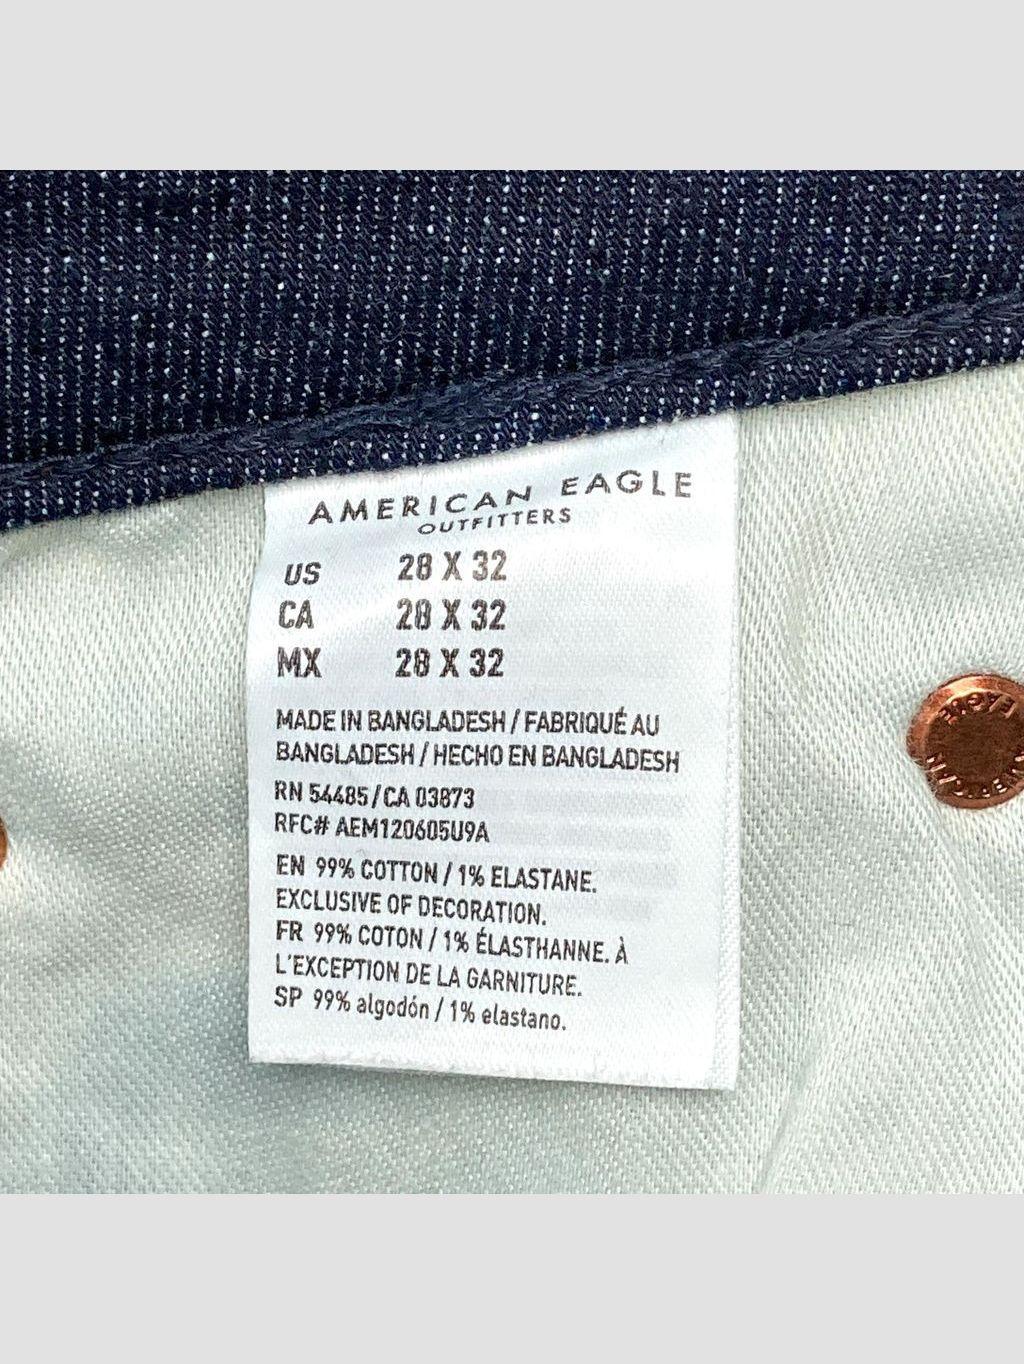 AMERICAN EAGLE
OUTFITTERS
US 28 X 32
CA 28 X 32
MX 28 X 32
MADE IN BANGLADESH / FABRIQUÉ AU
BANGLADESH / HECHO EN BANGLADESH
RN 54485 / CA 03873
RFC# AEM120605U9A
EN 99% COTTON / 1% ELASTANE.
EXCLUSIVE OF DECORATION.
FR 99% COTON / 1% ÉLASTHANNE. À
L'EXCEPTION DE LA GARNITURE.
SP 99% algodón / 1% elastano.
EAGLE
AMERICAN